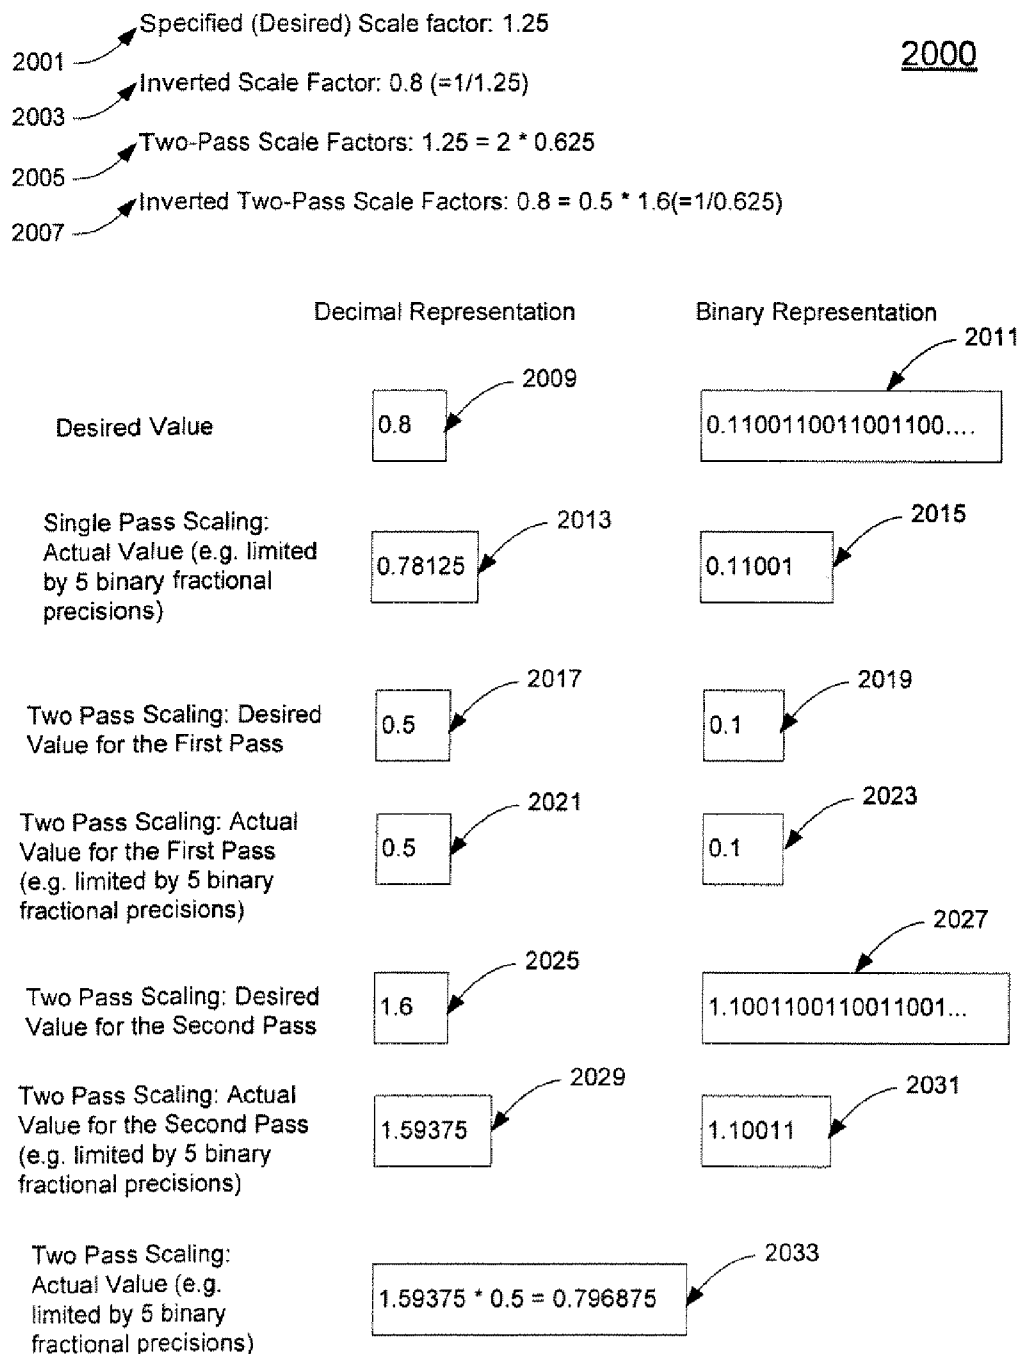 Specified (Desired) Scale factor: 1.25
2000
2001
Inverted Scale Factor: 0.8 (=1/1.25)
2003
Two-Pass Scale Factors: 1.25 = 2 * 0.625
2005
Inverted Two-Pass Scale Factors: 0.8 = 0.5 * 1.6(=1/0.625)
2007
Decimal Representation
Binary Representation
2011
2009
Desired Value
0.8
0.1100110011001100....
Single Pass Scaling:
Actual Value (e.g. limited
by 5 binary fractional
precisions)
2013
0.78125
2015
0.11001
Two Pass Scaling: Desired
Value for the First Pass
2017
0.5
2019
0.1
Two Pass Scaling: Actual
Value for the First Pass
(e.g. limited by 5 binary
fractional precisions)
2021
0.5
2023
0.1
Two Pass Scaling: Desired
Value for the Second Pass
2025
1.6
2027
1.1001100110011001...
Two Pass Scaling: Actual
Value for the Second Pass
(e.g. limited by 5 binary
fractional precisions)
2029
1.59375
2031
1.10011
Two Pass Scaling:
Actual Value (e.g.
limited by 5 binary
fractional precisions)
2033
1.59375 * 0.5 = 0.796875